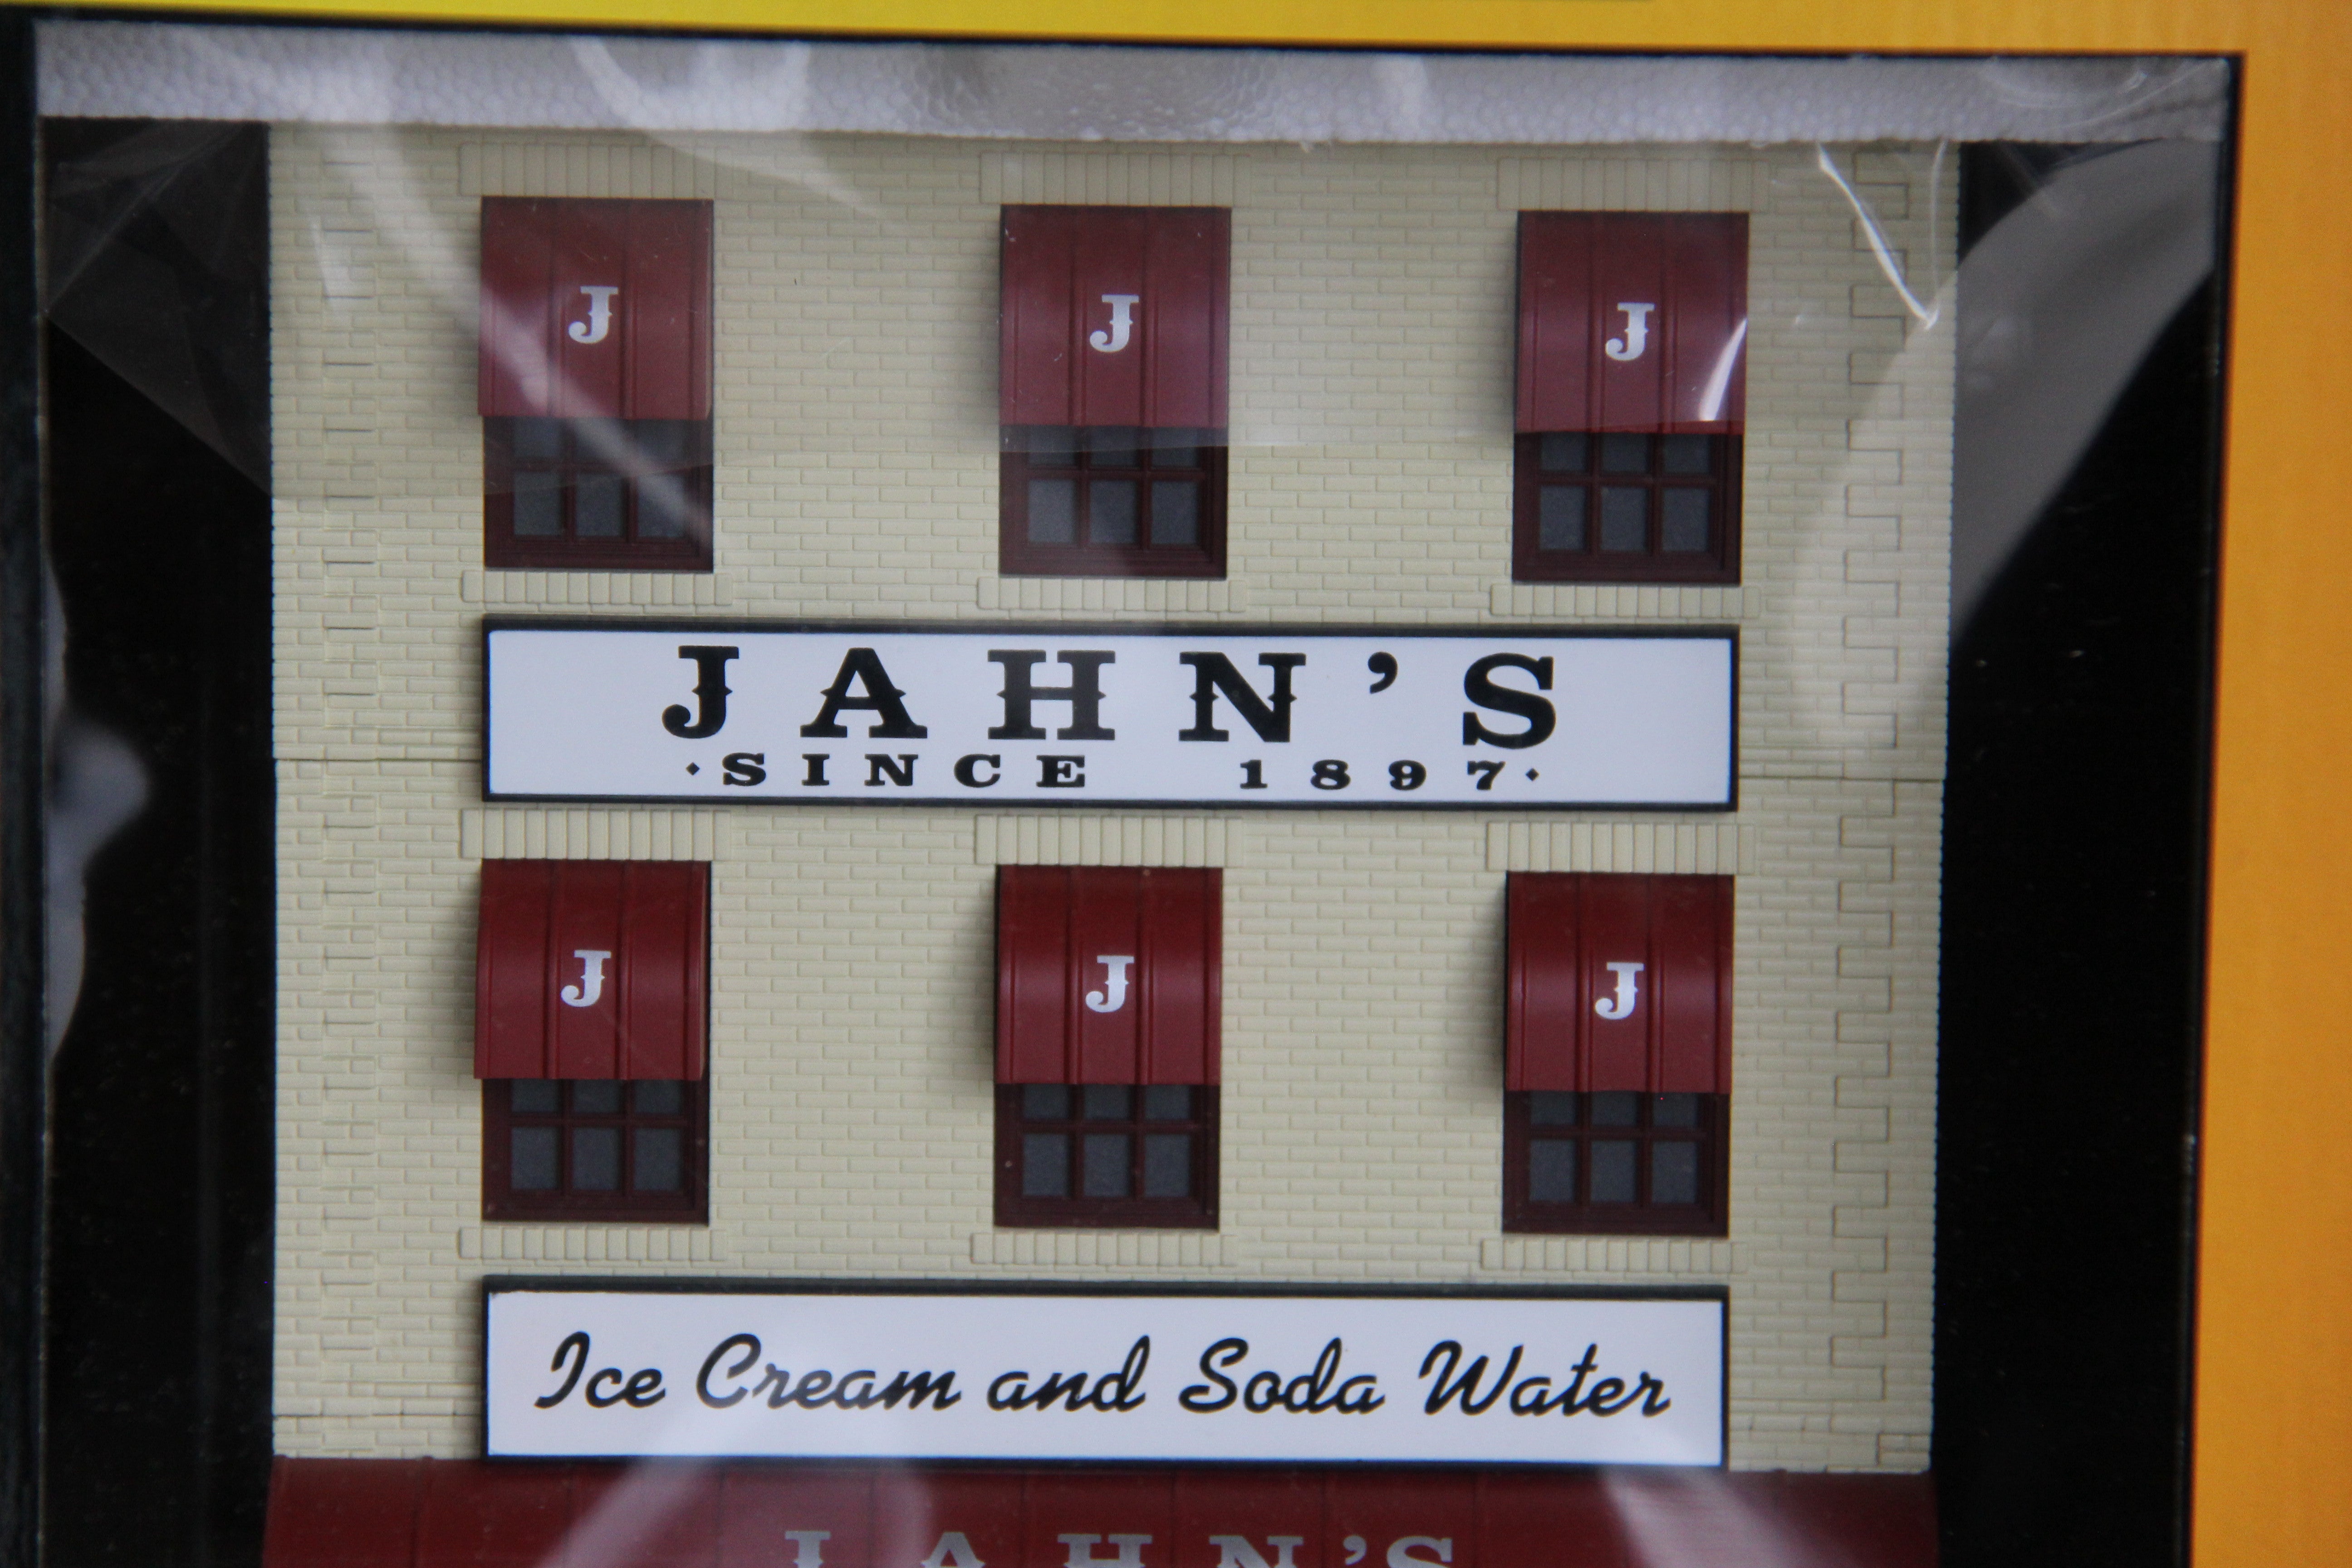 J J J
JAHN'S
·SINCE 1897·
J J J
Ice Cream and Soda Water
JAHN'S